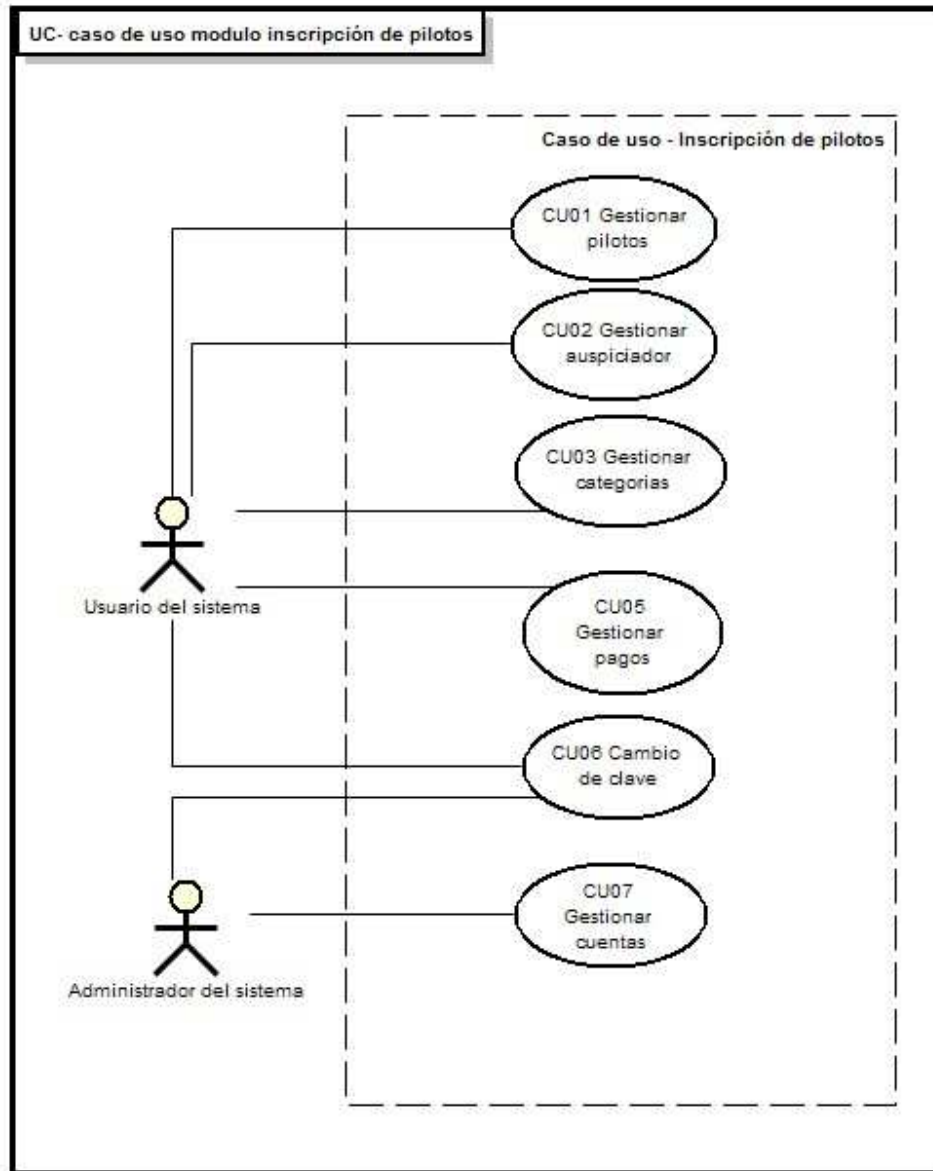 UC- caso de uso modulo inscripción de pilotos
Caso de uso - Inscripción de pilotos
CU01 Gestionar
pilotos
CU02 Gestionar
auspiciador
CU03 Gestionar
categorias
Usuario del sistema
CU05
Gestionar
pagos
CU06 Cambio
de clave
CU07
Gestionar
cuentas
Administrador del sistema